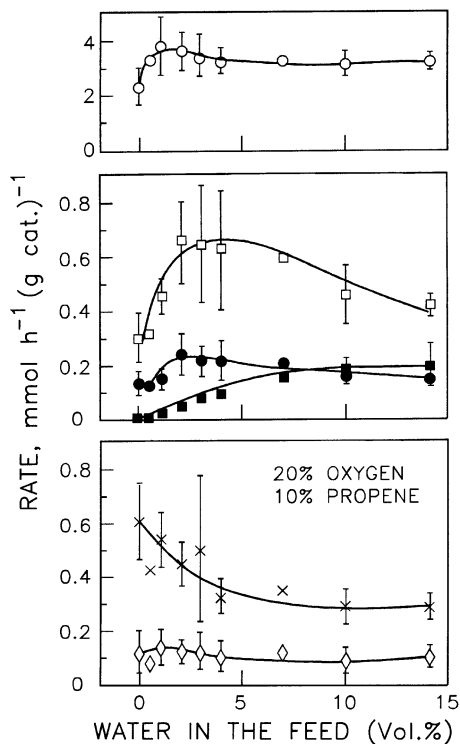 4
2
0
0.8
0.6
0.4
0.2
0
0.8
0.6
0.4
0.2
0
20% OXYGEN
10% PROPENE
0 5 10 15
WATER IN THE FEED (Vol.%)
RATE, mmol h⁻¹ (g cat.)⁻¹